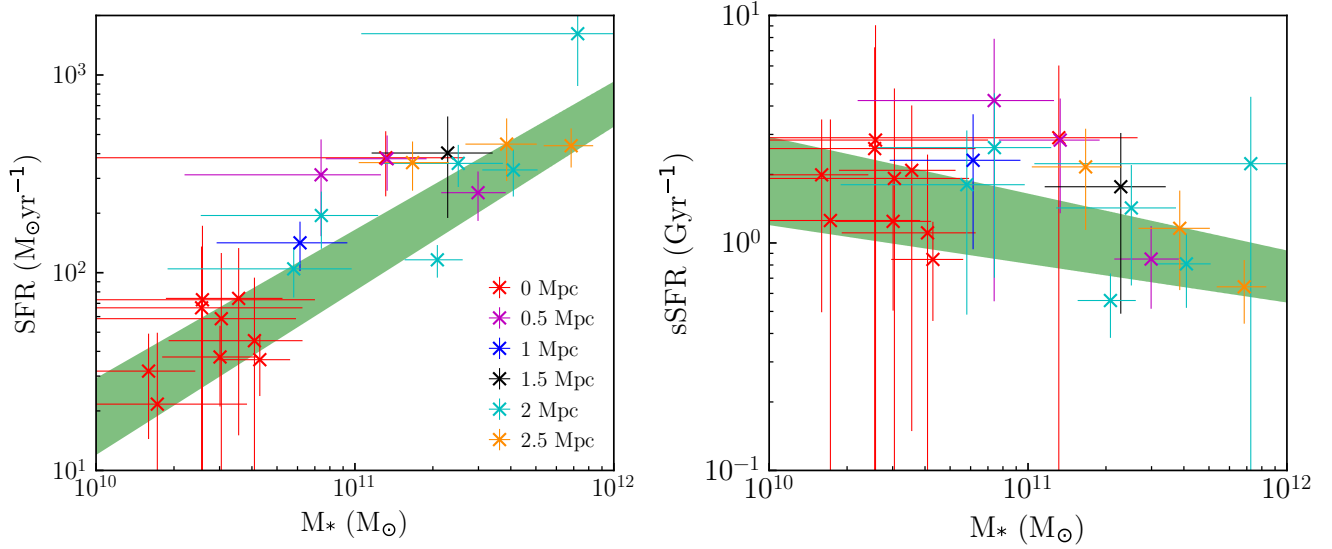 SFR (M⊙yr⁻¹)
10³
10²
10¹
10¹⁰
10¹¹
10¹²
M* (M⊙)
0 Mpc
0.5 Mpc
1 Mpc
1.5 Mpc
2 Mpc
2.5 Mpc
sSFR (Gyr⁻¹)
10¹
10⁰
10⁻¹
10¹⁰
10¹¹
10¹²
M* (M⊙)